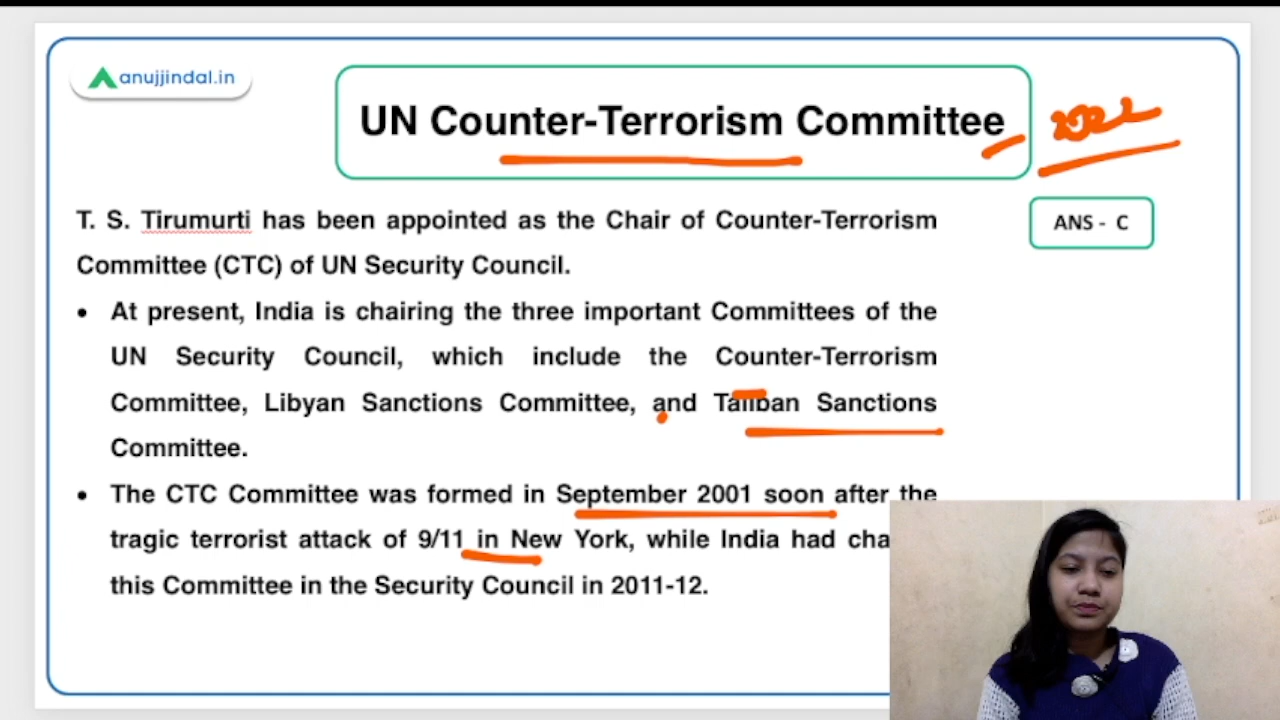 anujjindal.in
UN Counter-Terrorism Committee
2022
ANS - C
T. S. Tirumurti has been appointed as the Chair of Counter-Terrorism
Committee (CTC) of UN Security Council.
• At present, India is chairing the three important Committees of the
UN Security Council, which include the Counter-Terrorism
Committee, Libyan Sanctions Committee, and Taliban Sanctions
Committee.
• The CTC Committee was formed in September 2001 soon after the
tragic terrorist attack of 9/11 in New York, while India had
this Committee in the Security Council in 2011-12.